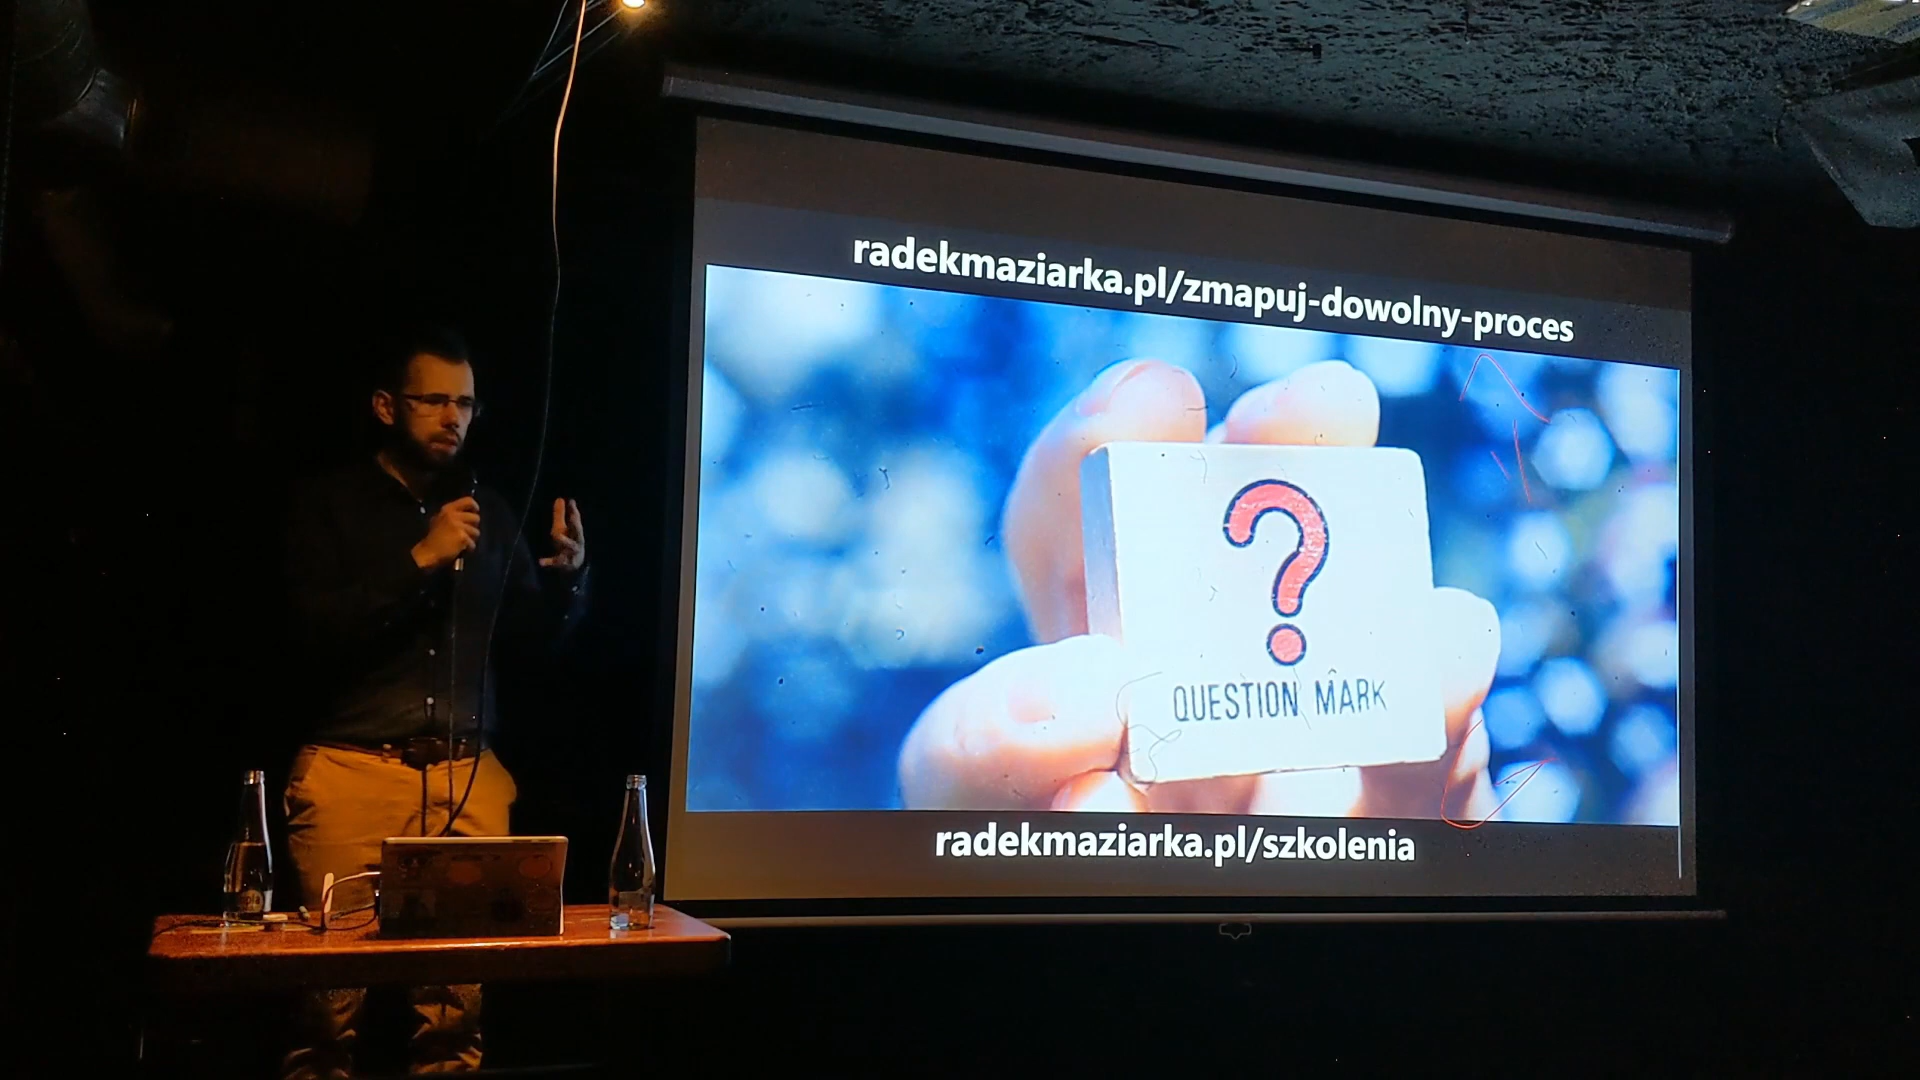 radekmaziarka.pl/zmapuj-dowolny-proces
?
QUESTION MARK
radekmaziarka.pl/szkolenia